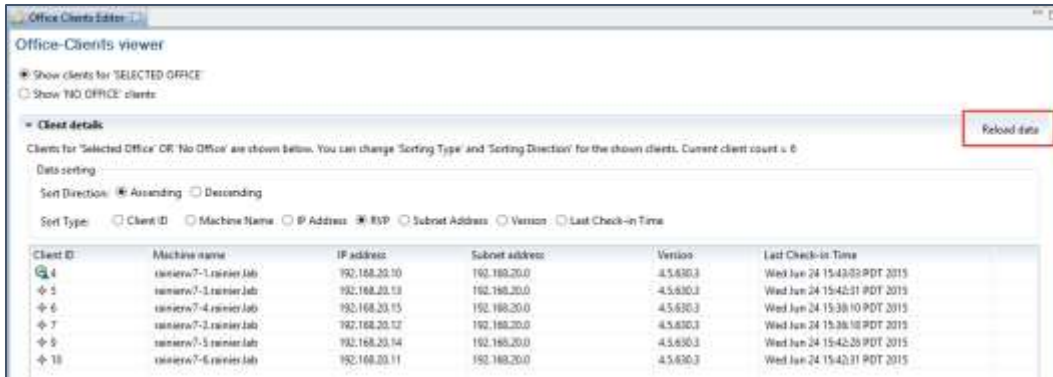 Office Clients Editor
Office-Clients viewer
Show clients for 'SELECTED OFFICE'
Show 'NO OFFICE' clients
Client details
Reload data
Clients for 'Selected Office' OR 'No Office' are shown below. You can change 'Sorting Type' and 'Sorting Direction' for the shown clients. Current client count = 6
Data sorting
Sort Direction: Ascending Descending
Sort Type: Client ID Machine Name IP Address RVP Subnet Address Version Last Check-in Time
Client ID Machine name IP address Subnet address Version Last Check-in Time
4 rainierw7-1.rainier.lab 192.168.20.10 192.168.20.0 4.5.630.3 Wed Jun 24 15:43:03 PDT 2015
5 rainierw7-3.rainier.lab 192.168.20.13 192.168.20.0 4.5.630.3 Wed Jun 24 15:42:31 PDT 2015
6 rainierw7-4.rainier.lab 192.168.20.15 192.168.20.0 4.5.630.3 Wed Jun 24 15:38:10 PDT 2015
7 rainierw7-2.rainier.lab 192.168.20.12 192.168.20.0 4.5.630.3 Wed Jun 24 15:38:10 PDT 2015
9 rainierw7-5.rainier.lab 192.168.20.14 192.168.20.0 4.5.630.3 Wed Jun 24 15:42:28 PDT 2015
10 rainierw7-6.rainier.lab 192.168.20.11 192.168.20.0 4.5.630.3 Wed Jun 24 15:42:31 PDT 2015